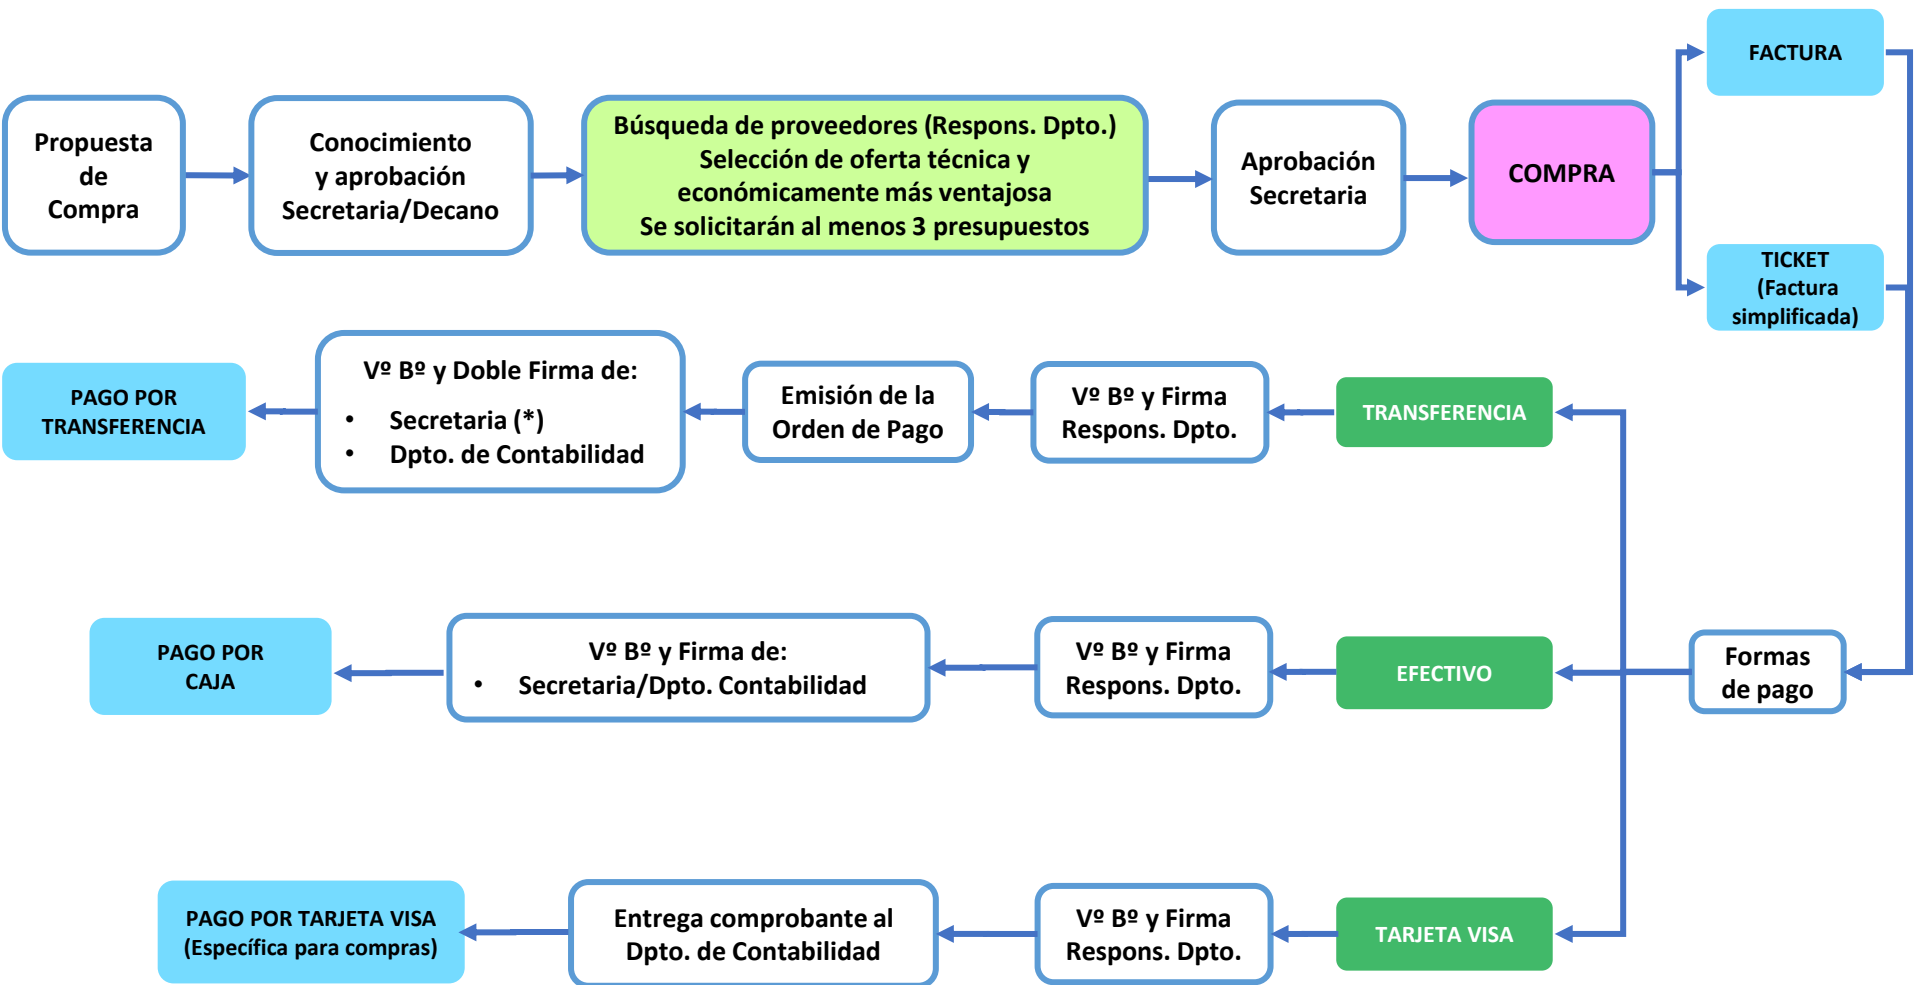 Propuesta
de
Compra
Conocimiento
y aprobación
Secretaria/Decano
Búsqueda de proveedores (Respons. Dpto.)
Selección de oferta técnica y
económicamente más ventajosa
Se solicitarán al menos 3 presupuestos
Aprobación
Secretaria
COMPRA
FACTURA
TICKET
(Factura
simplificada)
PAGO POR
TRANSFERENCIA
Vº Bº y Doble Firma de:
• Secretaria (*)
• Dpto. de Contabilidad
Emisión de la
Orden de Pago
Vº Bº y Firma
Respons. Dpto.
TRANSFERENCIA
PAGO POR
CAJA
Vº Bº y Firma de:
• Secretaria/Dpto. Contabilidad
Vº Bº y Firma
Respons. Dpto.
EFECTIVO
Formas
de pago
PAGO POR TARJETA VISA
(Específica para compras)
Entrega comprobante al
Dpto. de Contabilidad
Vº Bº y Firma
Respons. Dpto.
TARJETA VISA